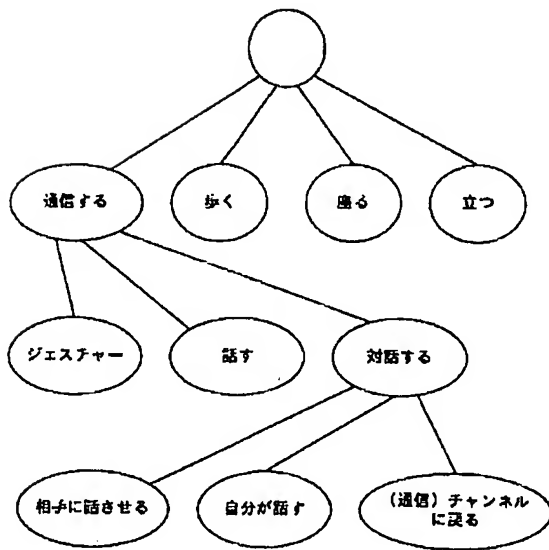 通信する
歩く
座る
立つ
ジェスチャー
話す
対話する
相手に話させる
自分が話す
(通信)チャンネル
に戻る